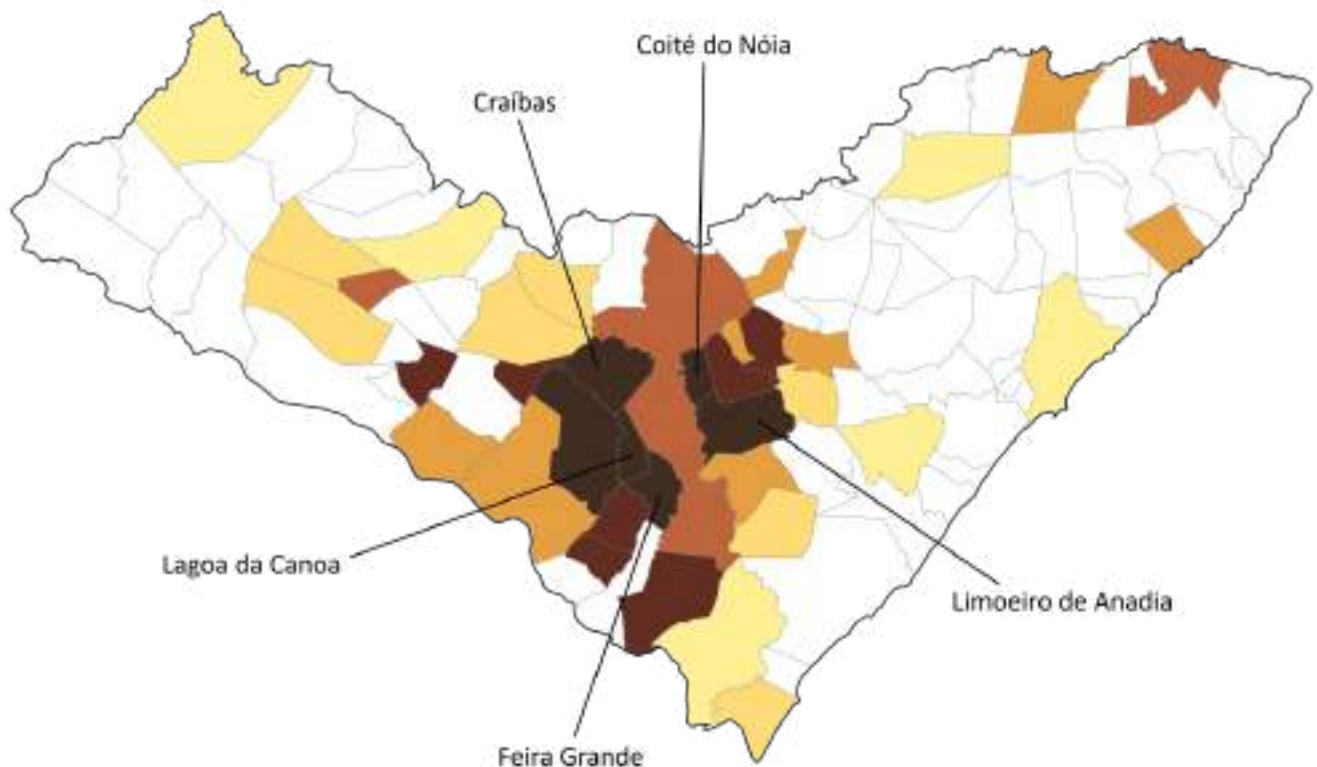 Coité do Nóia
Craíbas
Lagoa da Canoa
Limoeiro de Anadia
Feira Grande